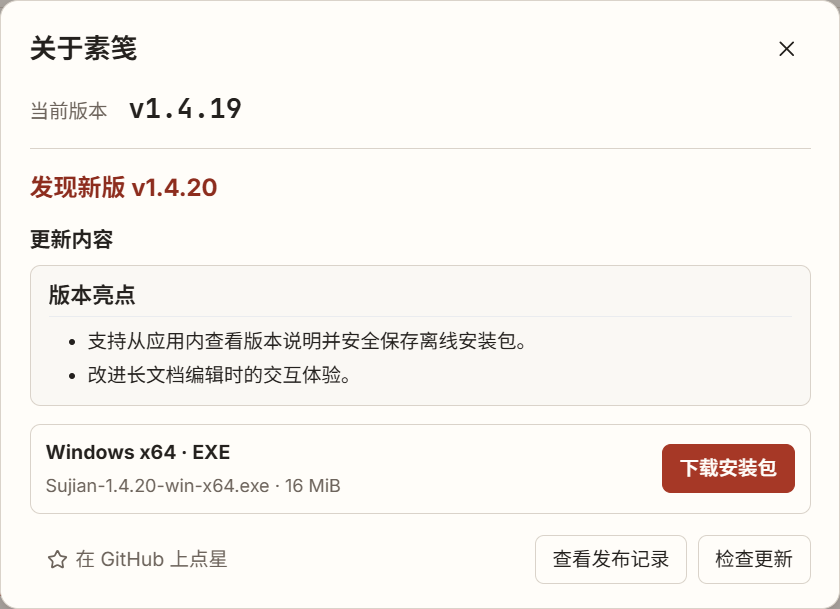 关于素笺
当前版本 v1.4.19
发现新版 v1.4.20
更新内容
版本亮点
支持从应用内查看版本说明并安全保存离线安装包。
改进长文档编辑时的交互体验。
Windows x64 · EXE
下载安装包
Sujian-1.4.20-win-x64.exe · 16 MiB
在 GitHub 上点星
查看发布记录
检查更新